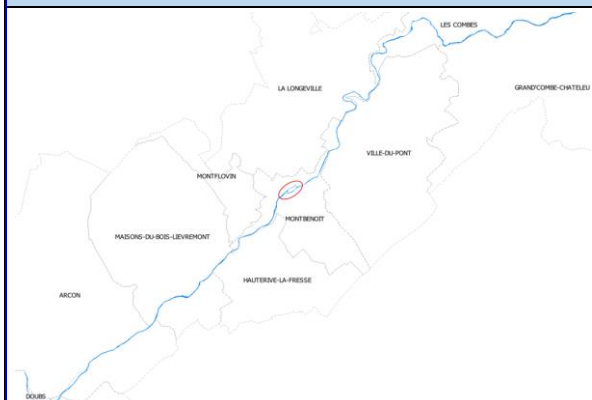 LES COMBES
LA LONGEVILLE
GRAND'COMBE-CHATELEU
VILLE-DU-PONT
MONTFLOVIN
MONTBENOIT
MAISONS-DU-BOIS-LIEVREMONT
HAUTERIVE-LA-FRESSE
ARCON
DOUBS